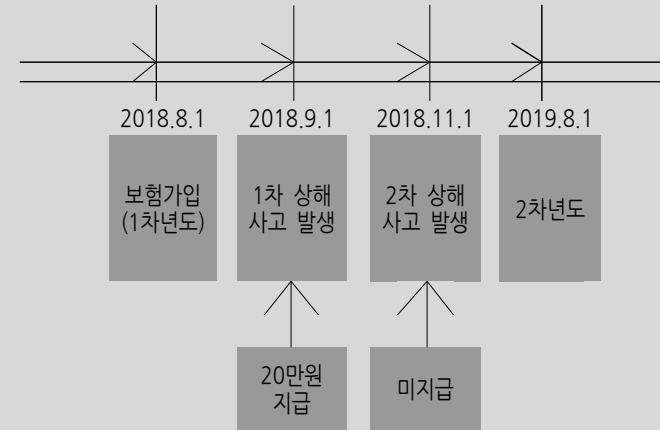 2018.8.1
2018.9.1
2018.11.1
2019.8.1
보험가입
(1차년도)
1차 상해
사고 발생
2차 상해
사고 발생
2차년도
20만원
지급
미지급